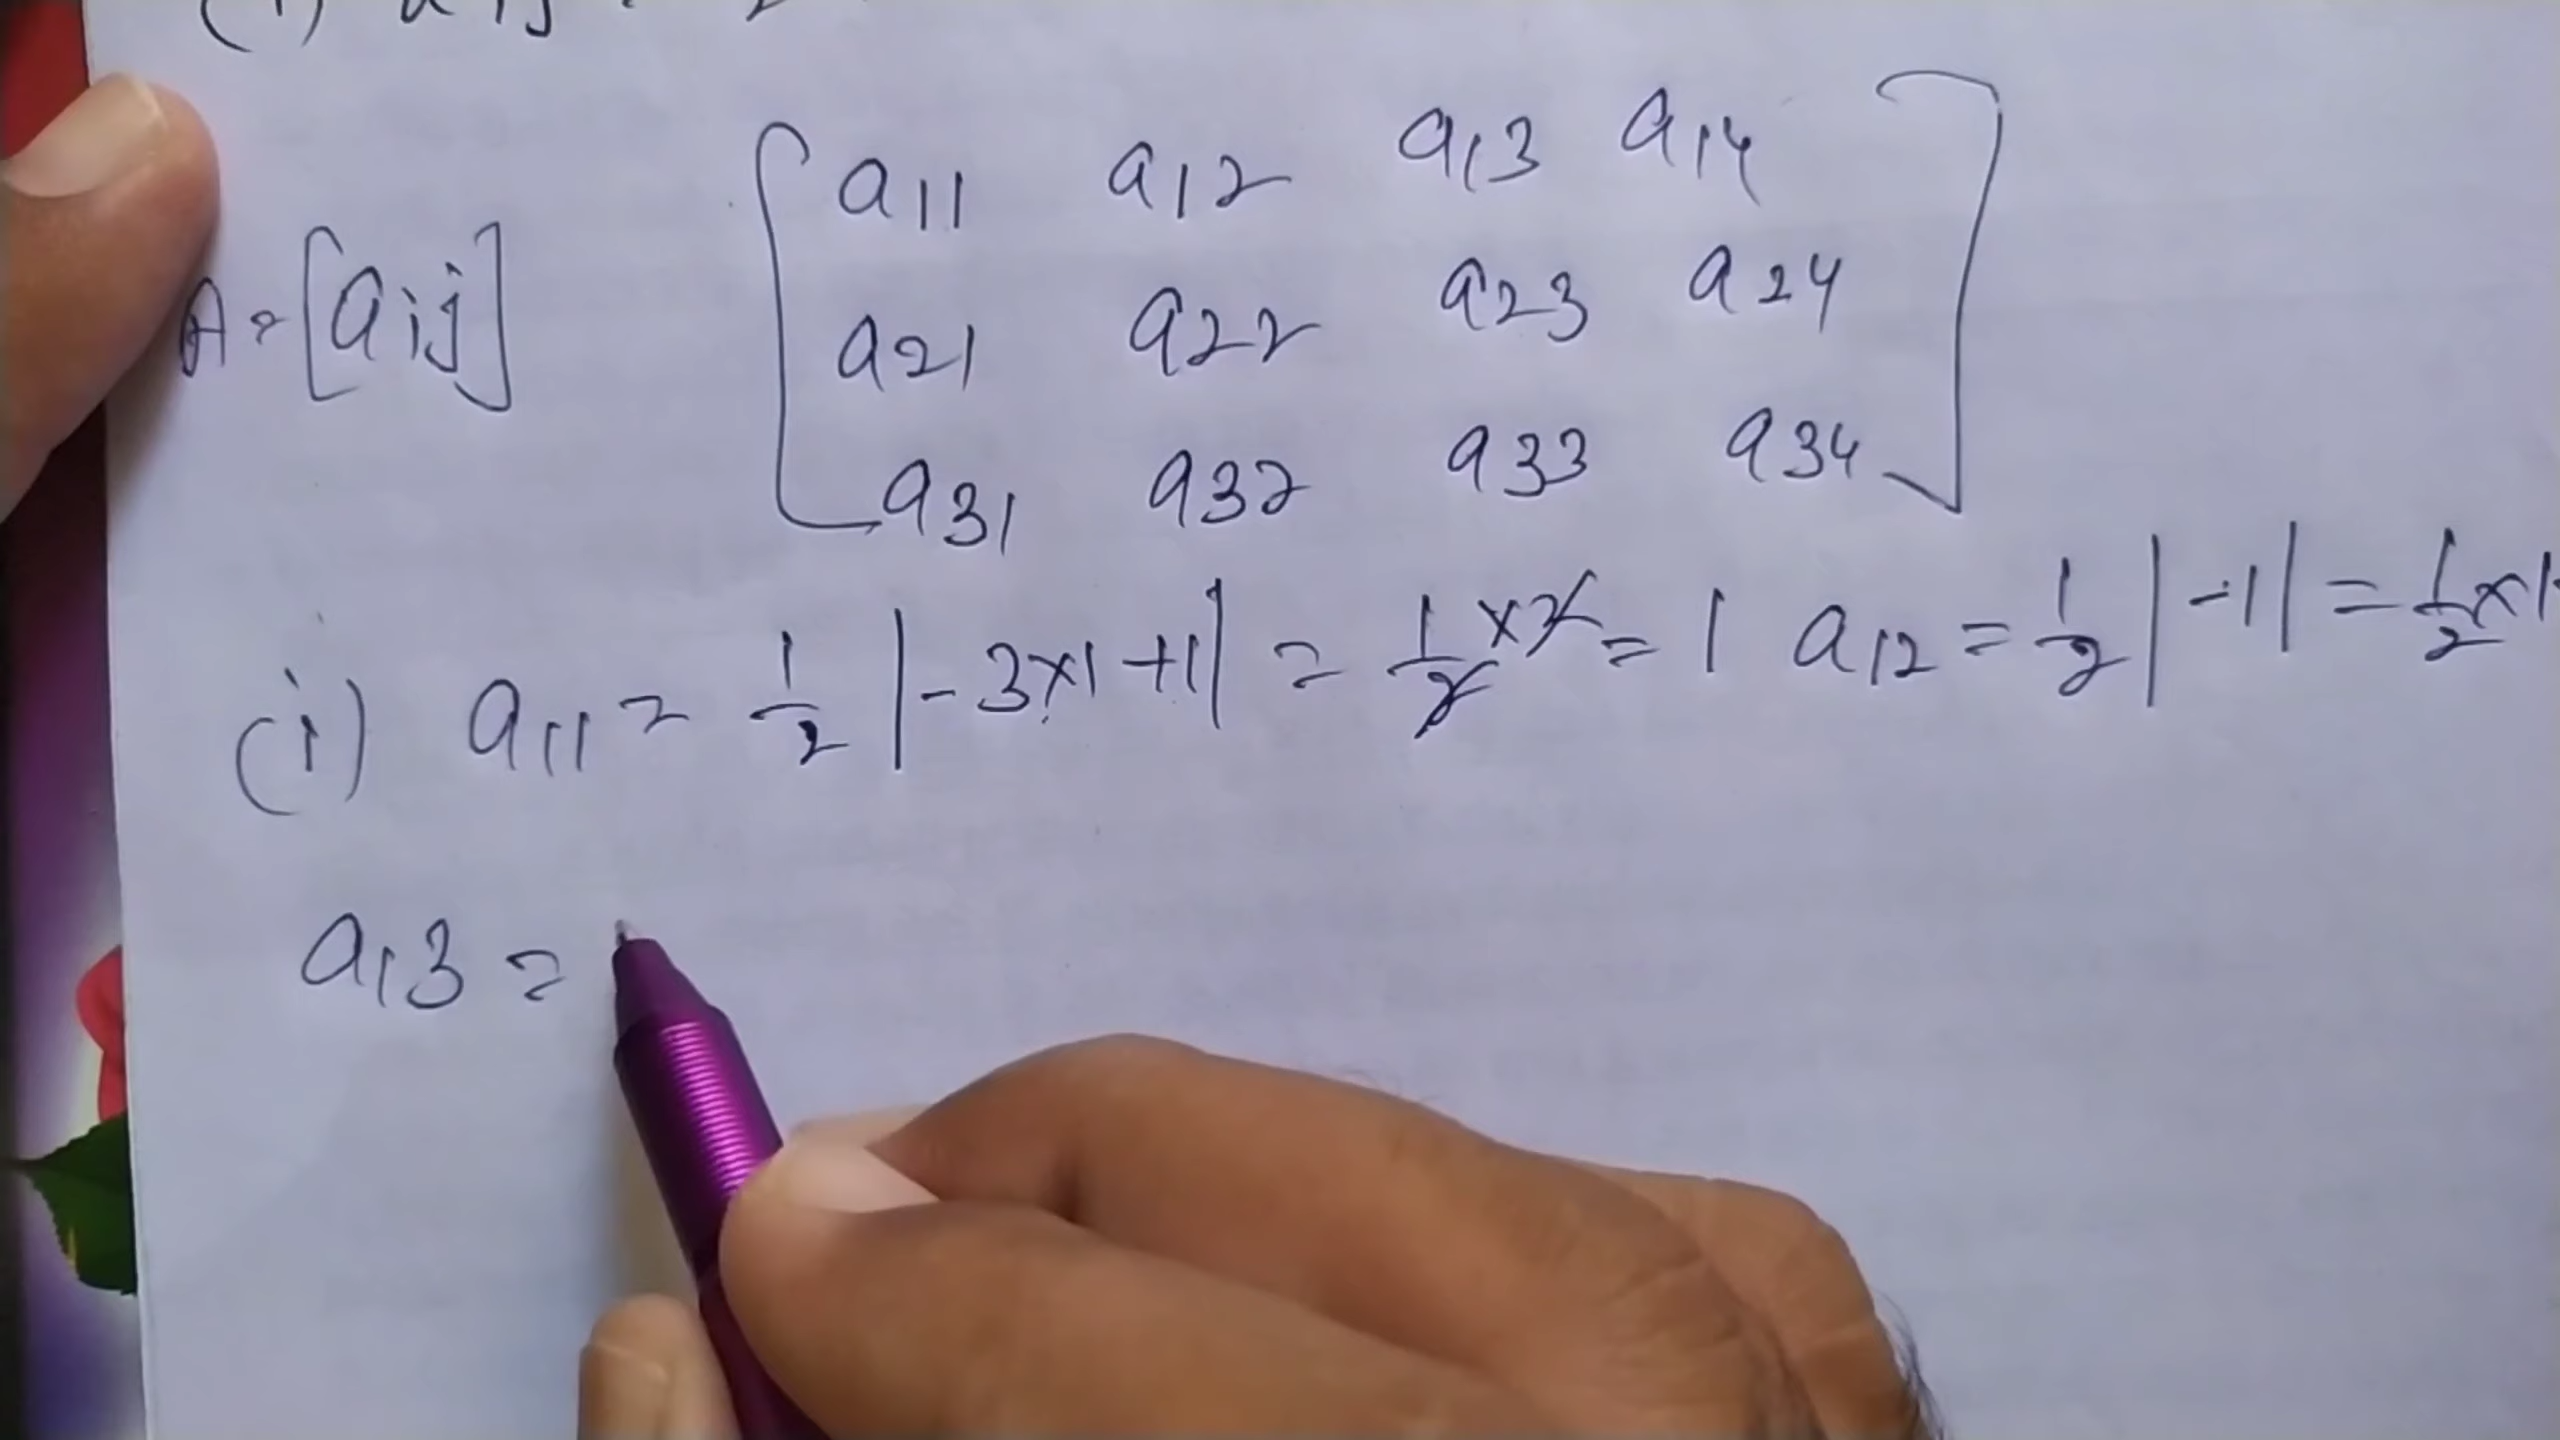 (i) aij
a11 a12 a13 a14
A = [aij] a21 a22 a23 a24
a31 a32 a33 a34
(i) a11 = 1/2 |-3×1+1| = 1/2 ×2 = 1 a12 = 1/2 |-1| = 1/2 ×1
a13 =